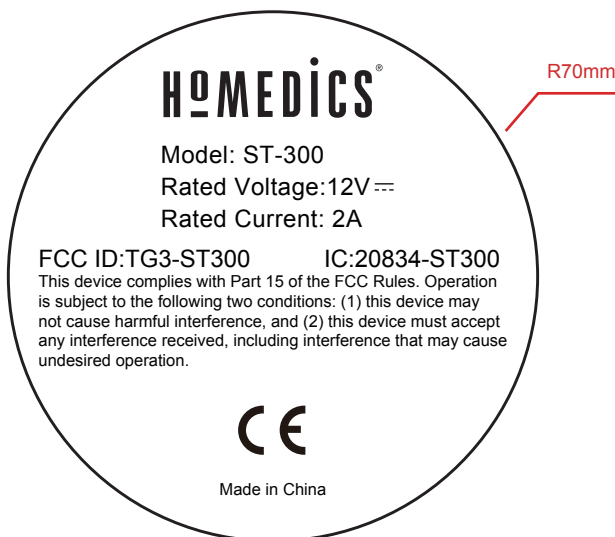 HoMEDiCS®
R70mm
Model: ST-300
Rated Voltage:12V⎓
Rated Current: 2A
FCC ID:TG3-ST300 IC:20834-ST300
This device complies with Part 15 of the FCC Rules. Operation
is subject to the following two conditions: (1) this device may
not cause harmful interference, and (2) this device must accept
any interference received, including interference that may cause
undesired operation.
CE
Made in China